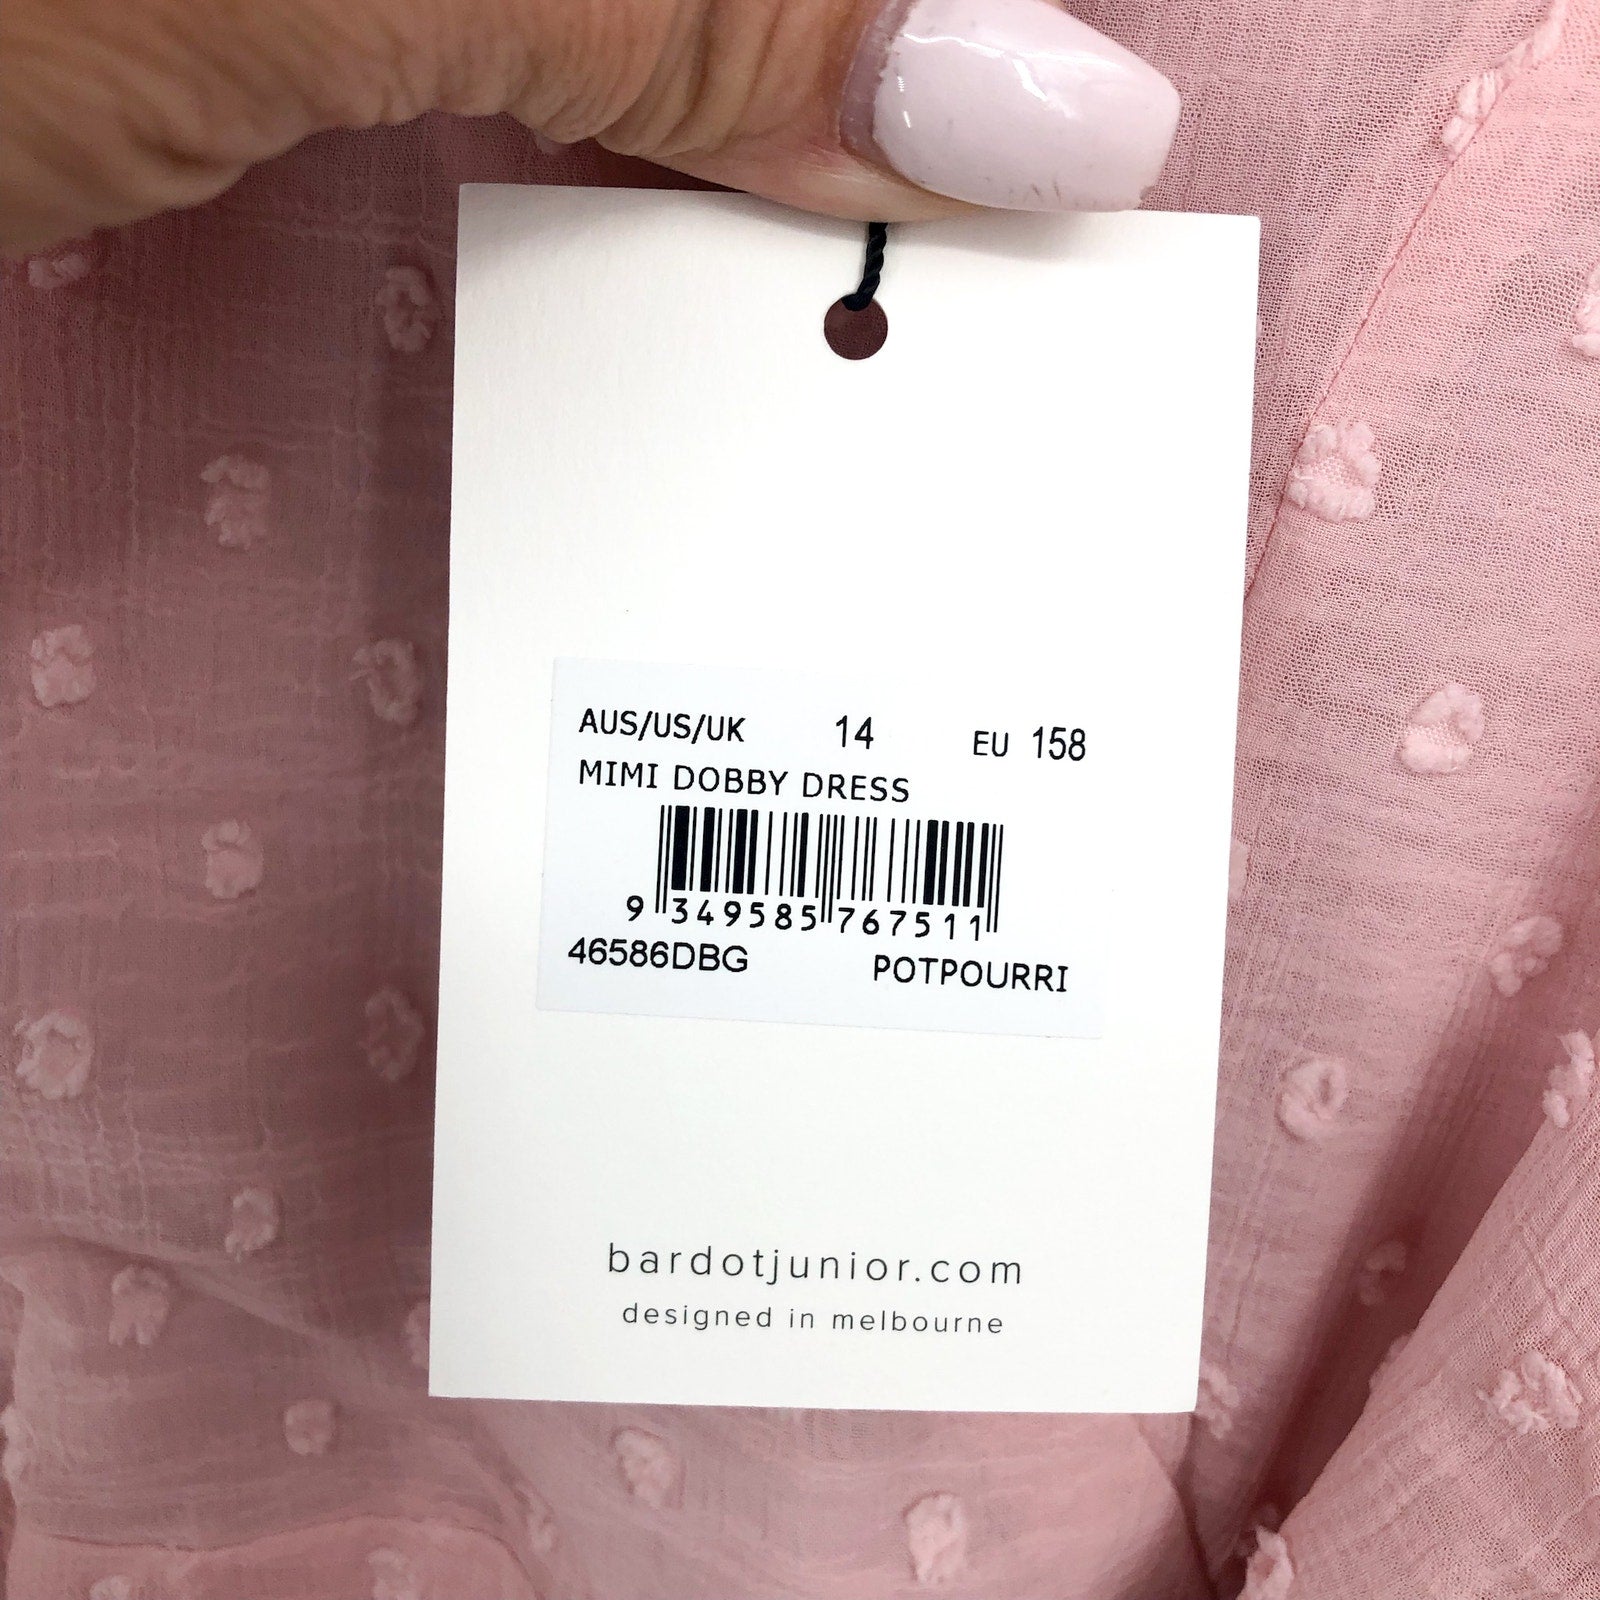 AUS/US/UK 14 EU 158
MIMI DOBBY DRESS
9 349585 767511
46586DBG POTPOURRI
bardotjunior.com
designed in melbourne